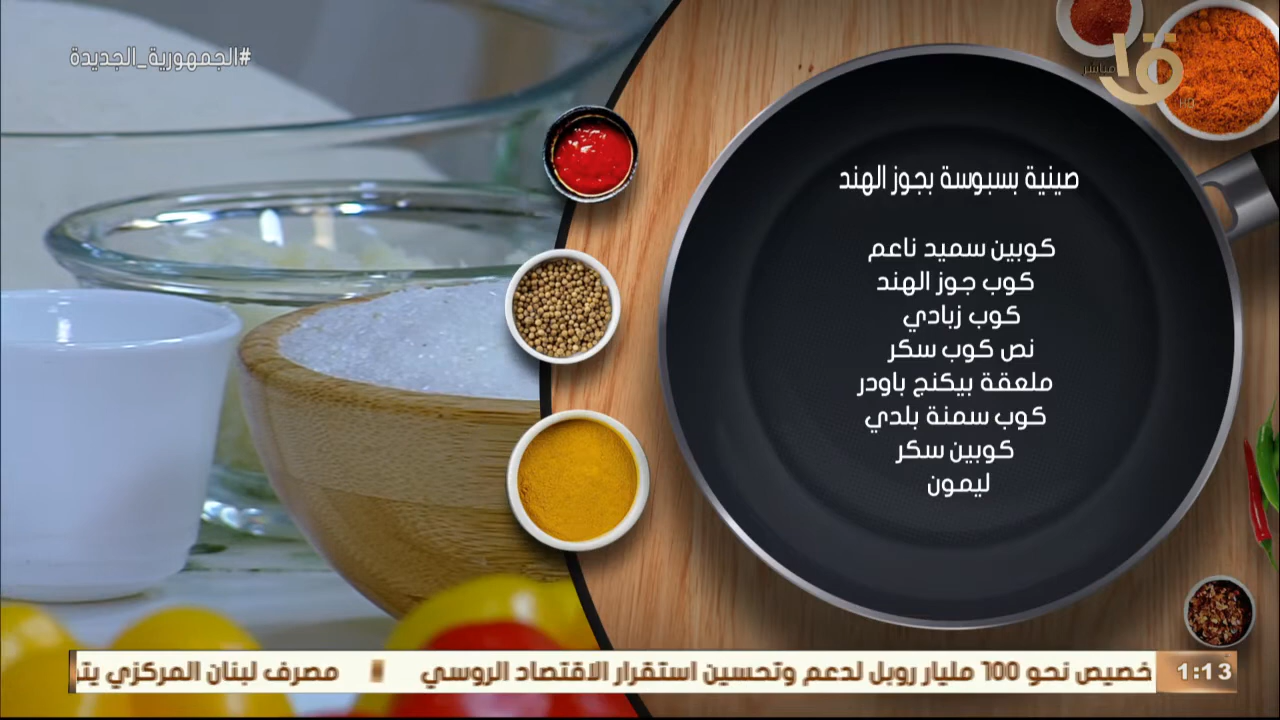 #الجمهورية_الجديدة
مباشر
HD
صينية بسبوسة بجوز الهند
كوبين سميد ناعم
كوب جوز الهند
كوب زبادي
نص كوب سكر
ملعقة بيكنج باودر
كوب سمنة بلدي
كوبين سكر
ليمون
1:13
خصيص نحو 100 مليار روبل لدعم وتحسين استقرار الاقتصاد الروسي
مصرف لبنان المركزي